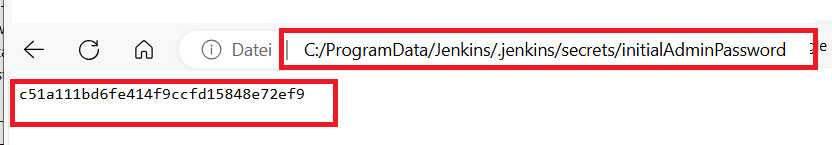 Datei C:/ProgramData/Jenkins/.jenkins/secrets/initialAdminPassword
c51a111bd6fe414f9ccfd15848e72ef9